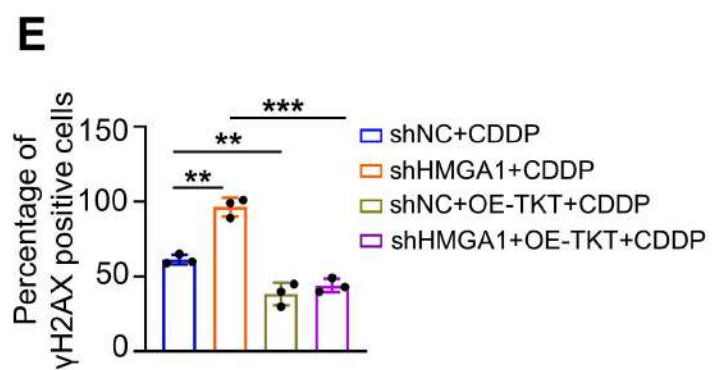 E
Percentage of
γH2AX positive cells
150
100
50
0
***
**
**
shNC+CDDP
shHMGA1+CDDP
shNC+OE-TKT+CDDP
shHMGA1+OE-TKT+CDDP